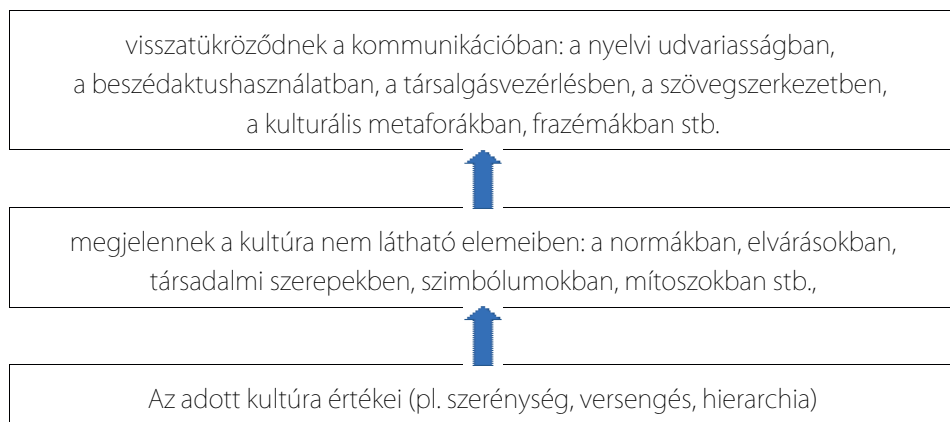 visszatükröződnek a kommunikációban: a nyelvi udvariasságban,
a beszédaktushasználatban, a társalgásvezérlésben, a szövegszerkezetben,
a kulturális metaforákban, frazémákban stb.
megjelennek a kultúra nem látható elemeiben: a normákban, elvárásokban,
társadalmi szerepekben, szimbólumokban, mítoszokban stb.,
Az adott kultúra értékei (pl. szerénység, versengés, hierarchia)